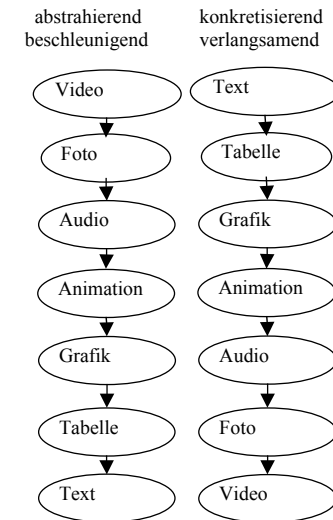 abstrahierend
beschleunigend
Video
Foto
Audio
Animation
Grafik
Tabelle
Text
konkretisierend
verlangsamend
Text
Tabelle
Grafik
Animation
Audio
Foto
Video